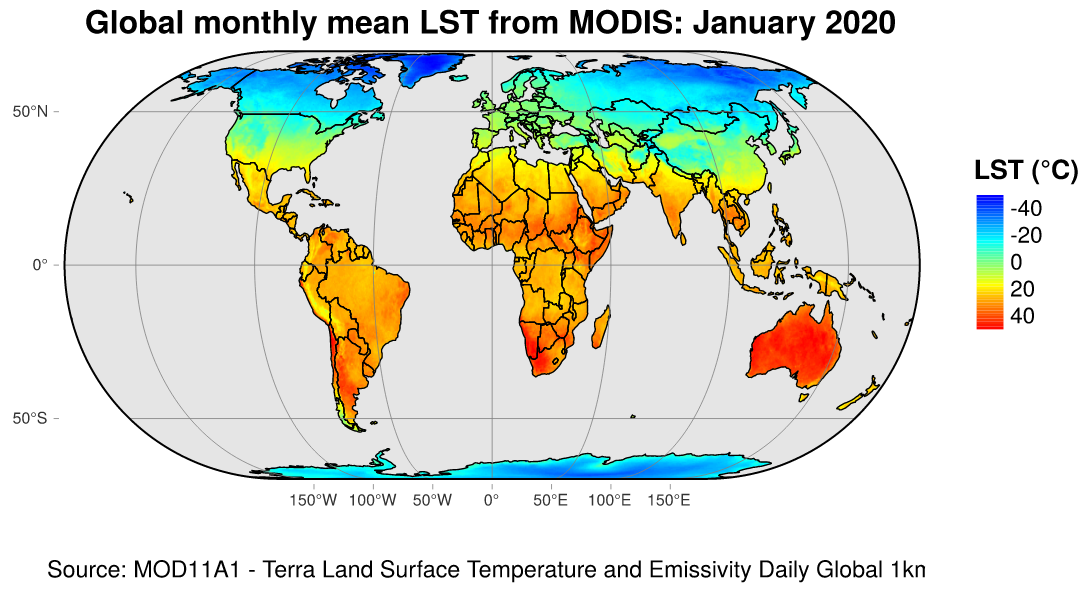 Global monthly mean LST from MODIS: January 2020
50°N
0°
50°S
150°W 100°W 50°W 0° 50°E 100°E 150°E
LST (°C)
-40
-20
0
20
40
Source: MOD11A1 - Terra Land Surface Temperature and Emissivity Daily Global 1kn